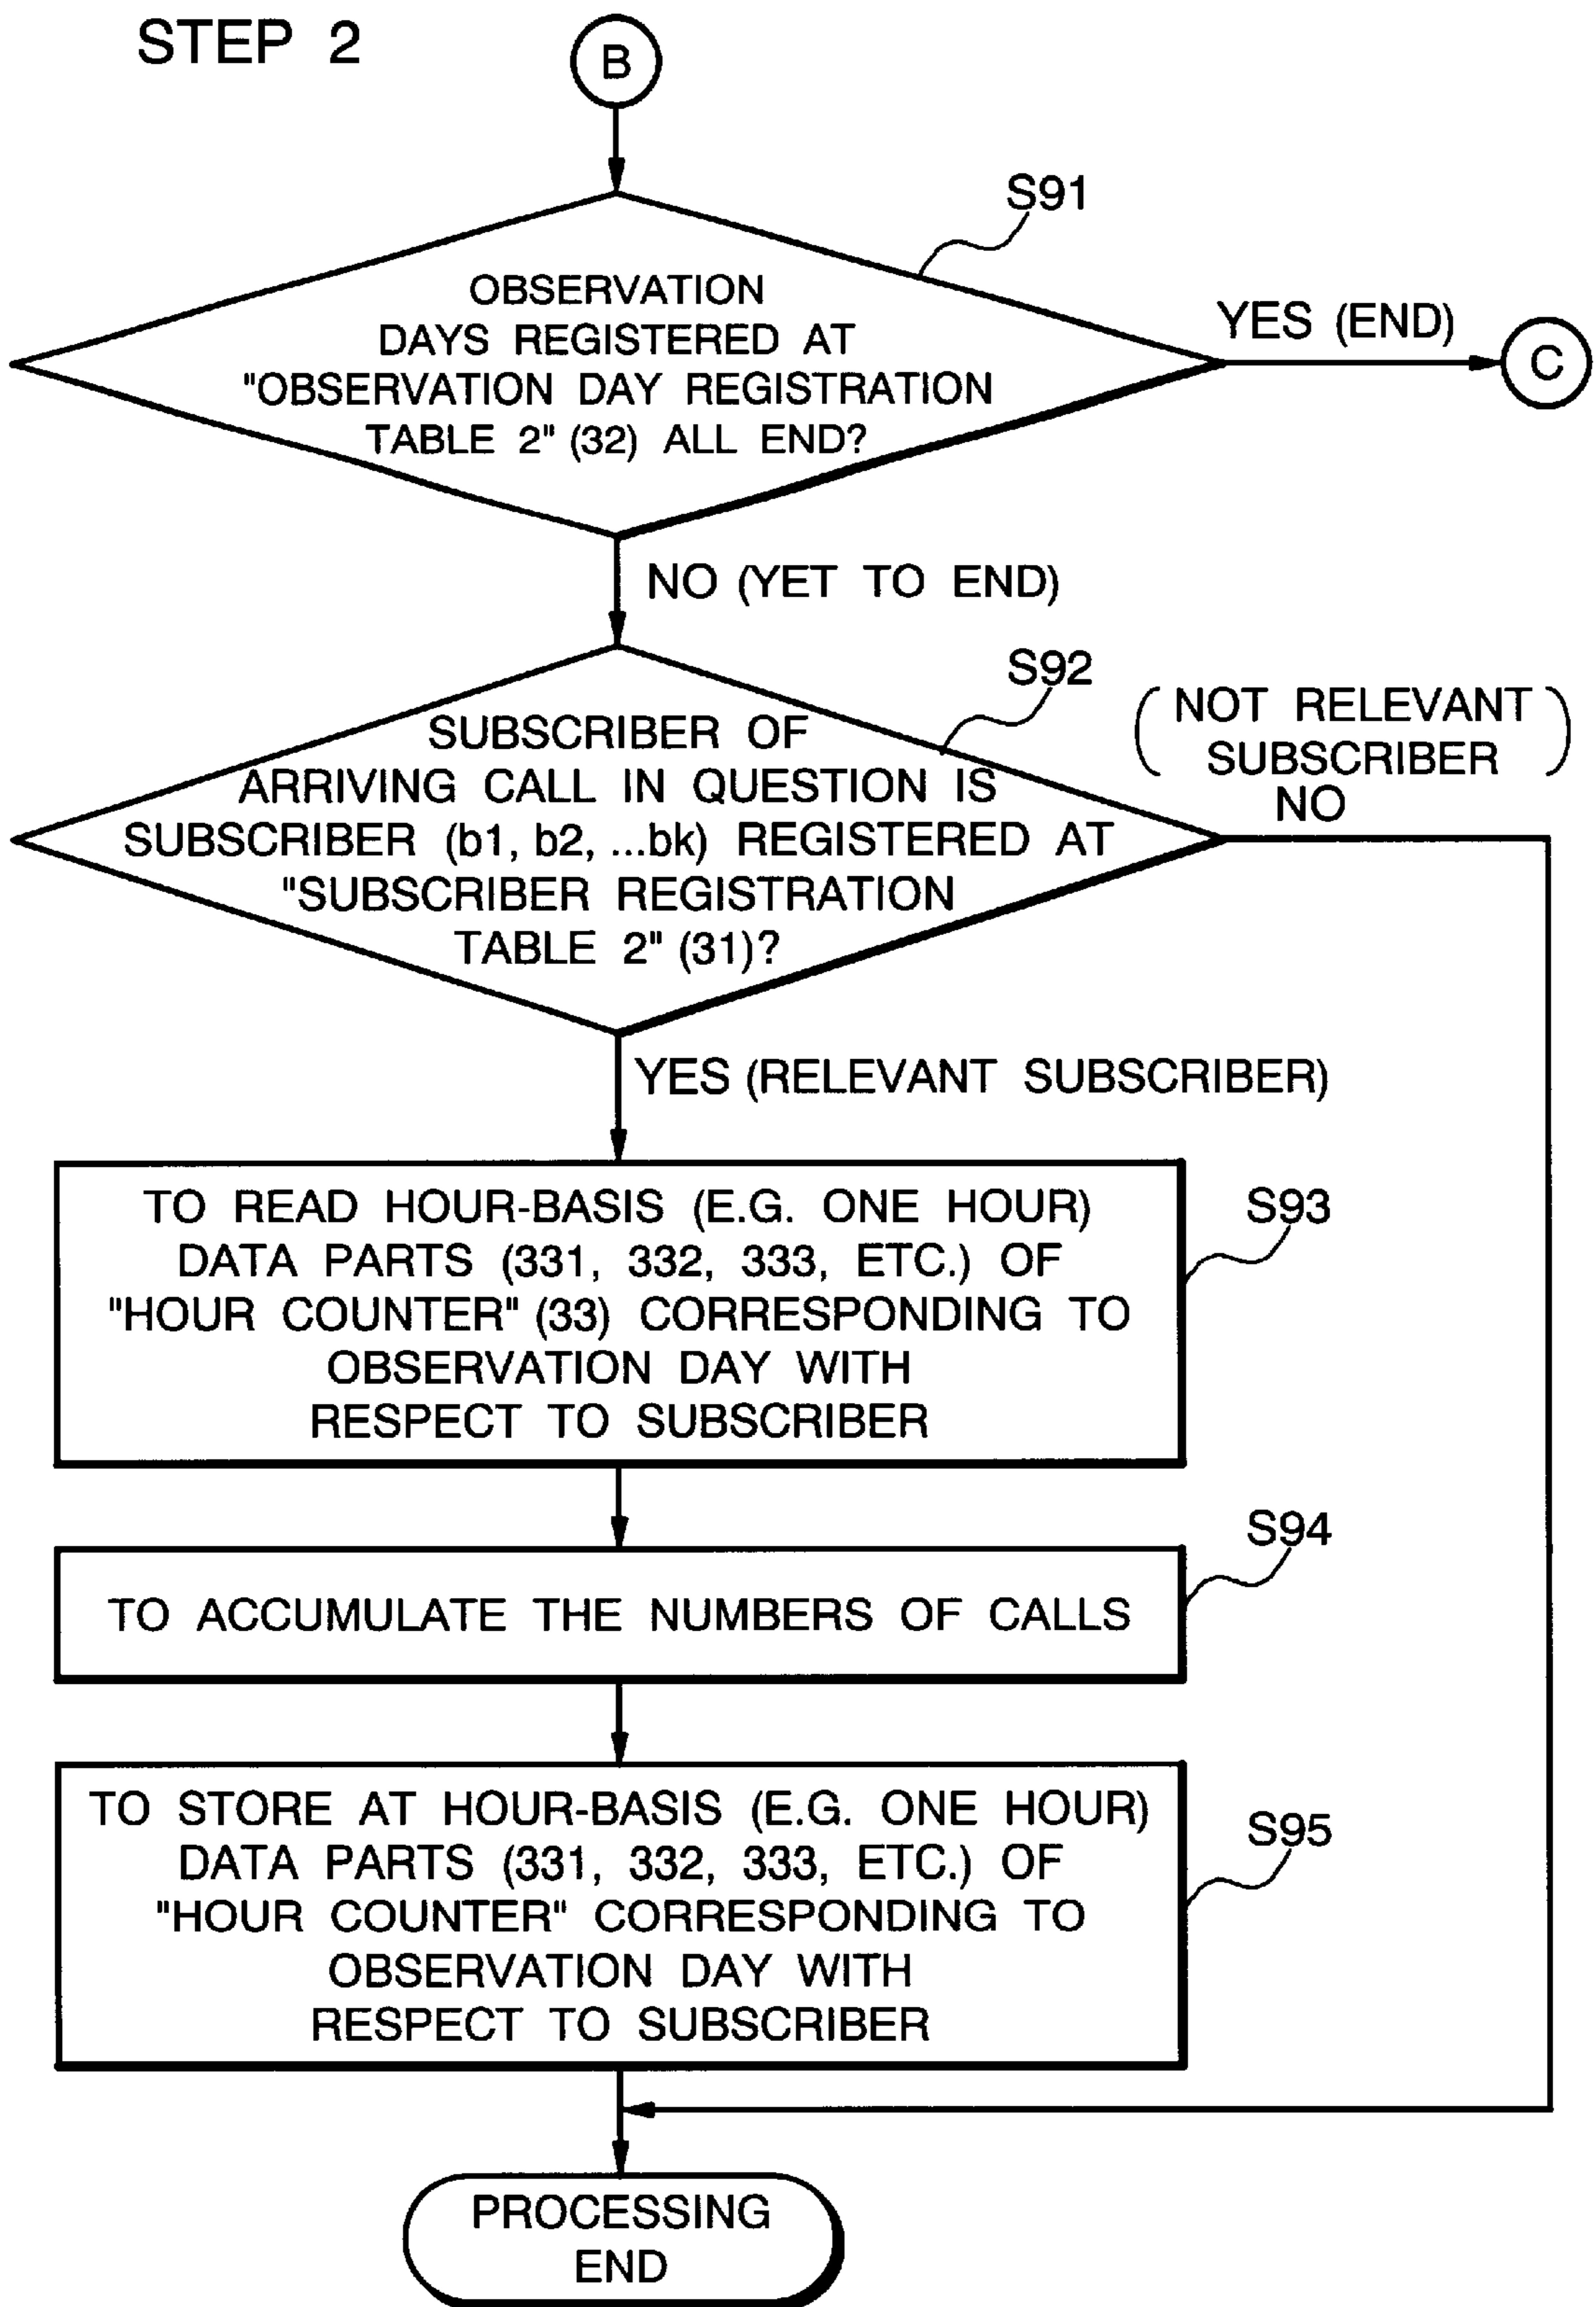 STEP 2
B
S91
OBSERVATION
DAYS REGISTERED AT
"OBSERVATION DAY REGISTRATION
TABLE 2" (32) ALL END?
YES (END)
C
NO (YET TO END)
S92
(NOT RELEVANT
SUBSCRIBER)
NO
SUBSCRIBER OF
ARRIVING CALL IN QUESTION IS
SUBSCRIBER (b1, b2, ...bk) REGISTERED AT
"SUBSCRIBER REGISTRATION
TABLE 2" (31)?
YES (RELEVANT SUBSCRIBER)
S93
TO READ HOUR-BASIS (E.G. ONE HOUR)
DATA PARTS (331, 332, 333, ETC.) OF
"HOUR COUNTER" (33) CORRESPONDING TO
OBSERVATION DAY WITH
RESPECT TO SUBSCRIBER
S94
TO ACCUMULATE THE NUMBERS OF CALLS
S95
TO STORE AT HOUR-BASIS (E.G. ONE HOUR)
DATA PARTS (331, 332, 333, ETC.) OF
"HOUR COUNTER" CORRESPONDING TO
OBSERVATION DAY WITH
RESPECT TO SUBSCRIBER
PROCESSING
END